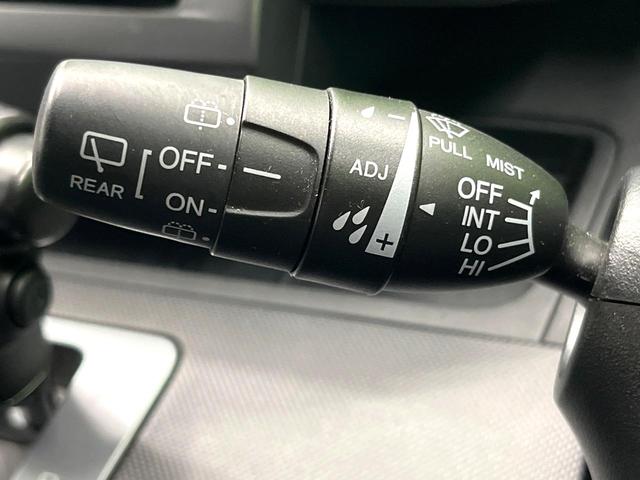 REAR
OFF
ON
ADJ
-
+
PULL MIST
OFF
INT
LO
HI